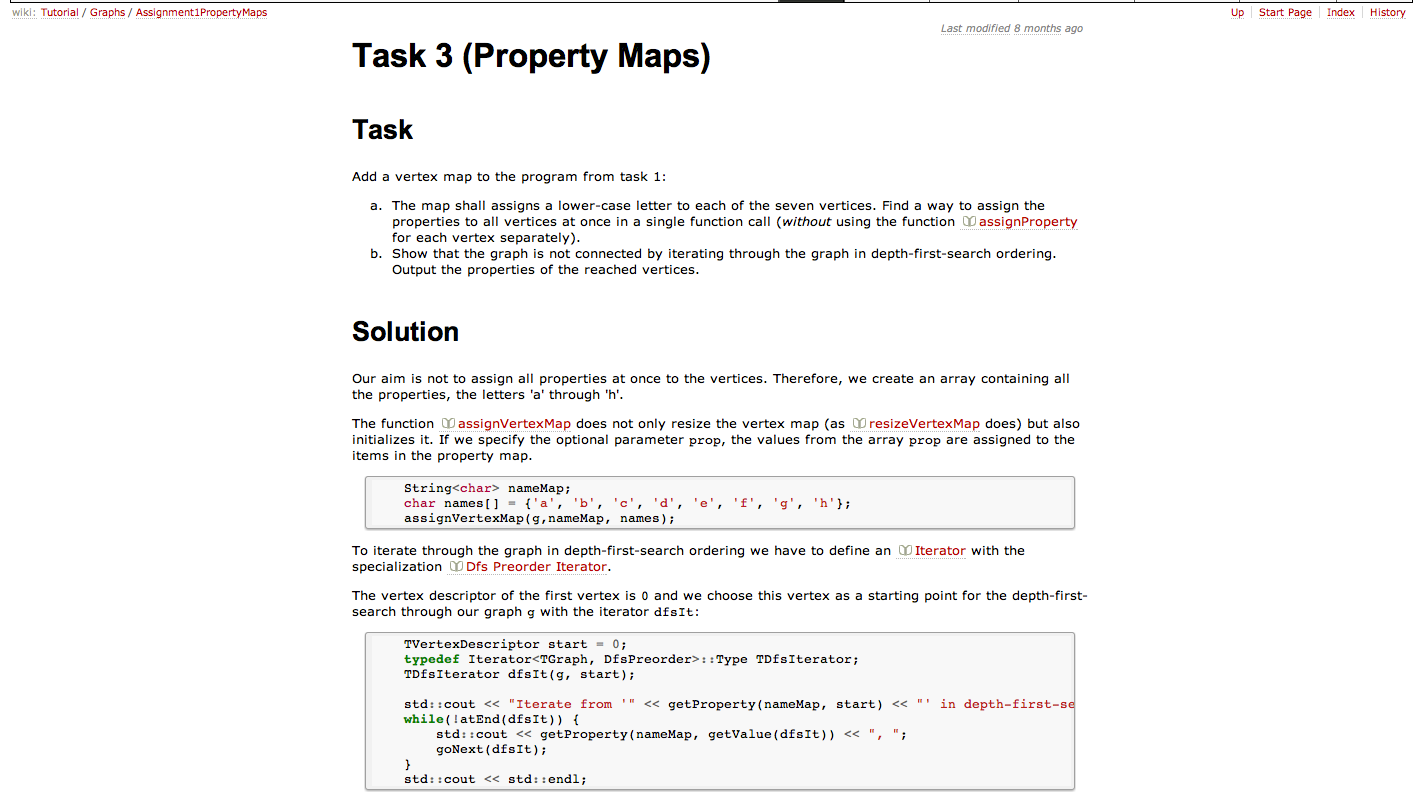 wiki: Tutorial / Graphs / Assignment1PropertyMaps
Up Start Page Index History
Last modified 8 months ago
Task 3 (Property Maps)
Task
Add a vertex map to the program from task 1:
a. The map shall assigns a lower-case letter to each of the seven vertices. Find a way to assign the
properties to all vertices at once in a single function call (without using the function assignProperty
for each vertex separately).
b. Show that the graph is not connected by iterating through the graph in depth-first-search ordering.
Output the properties of the reached vertices.
Solution
Our aim is not to assign all properties at once to the vertices. Therefore, we create an array containing all
the properties, the letters 'a' through 'h'.
The function assignVertexMap does not only resize the vertex map (as resizeVertexMap does) but also
initializes it. If we specify the optional parameter prop, the values from the array prop are assigned to the
items in the property map.
String<char> nameMap;
char names[] = {'a', 'b', 'c', 'd', 'e', 'f', 'g', 'h'};
assignVertexMap(g,nameMap, names);
To iterate through the graph in depth-first-search ordering we have to define an Iterator with the
specialization Dfs Preorder Iterator.
The vertex descriptor of the first vertex is 0 and we choose this vertex as a starting point for the depth-first-
search through our graph g with the iterator dfsIt:
TVertexDescriptor start = 0;
typedef Iterator<TGraph, DfsPreorder>::Type TDfsIterator;
TDfsIterator dfsIt(g, start);
std::cout << "Iterate from '" << getProperty(nameMap, start) << "' in depth-first-se
while(!atEnd(dfsIt)) {
std::cout << getProperty(nameMap, getValue(dfsIt)) << ", ";
goNext(dfsIt);
}
std::cout << std::endl;